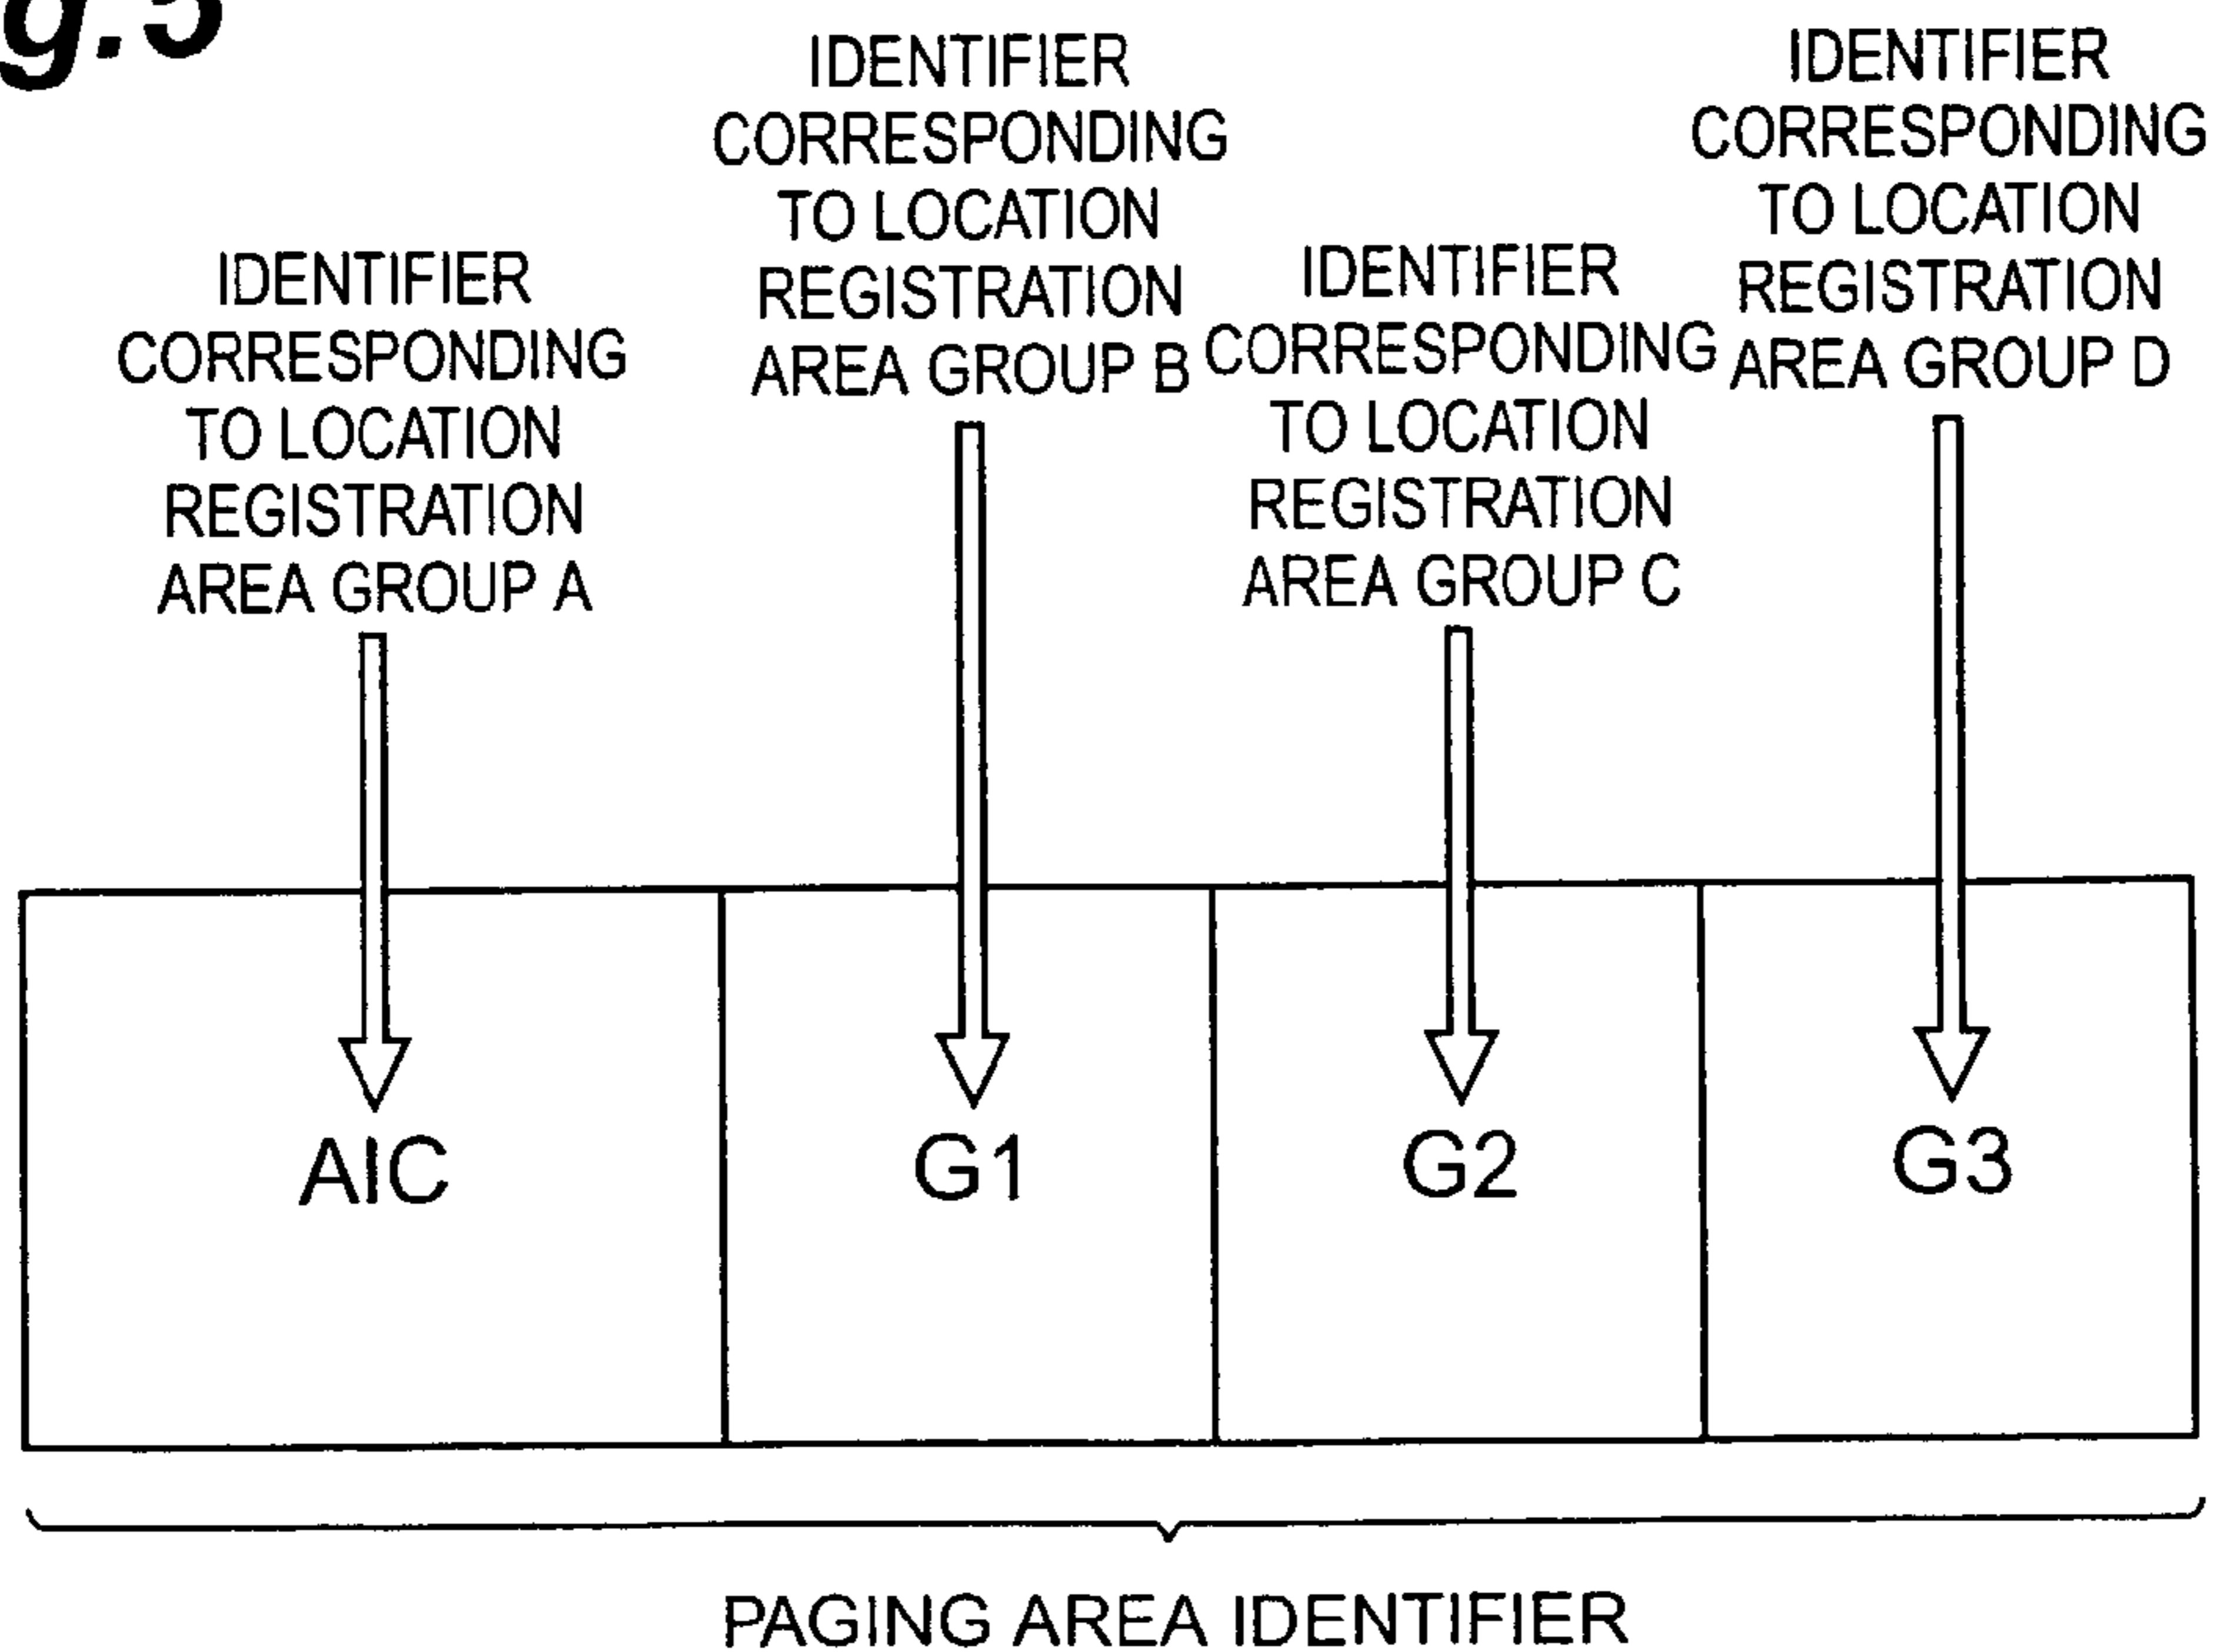 g.5
IDENTIFIER
CORRESPONDING
TO LOCATION
REGISTRATION
AREA GROUP A
IDENTIFIER
CORRESPONDING
TO LOCATION
REGISTRATION
AREA GROUP B
IDENTIFIER
CORRESPONDING
TO LOCATION
REGISTRATION
AREA GROUP C
IDENTIFIER
CORRESPONDING
TO LOCATION
REGISTRATION
AREA GROUP D
AIC
G1
G2
G3
PAGING AREA IDENTIFIER